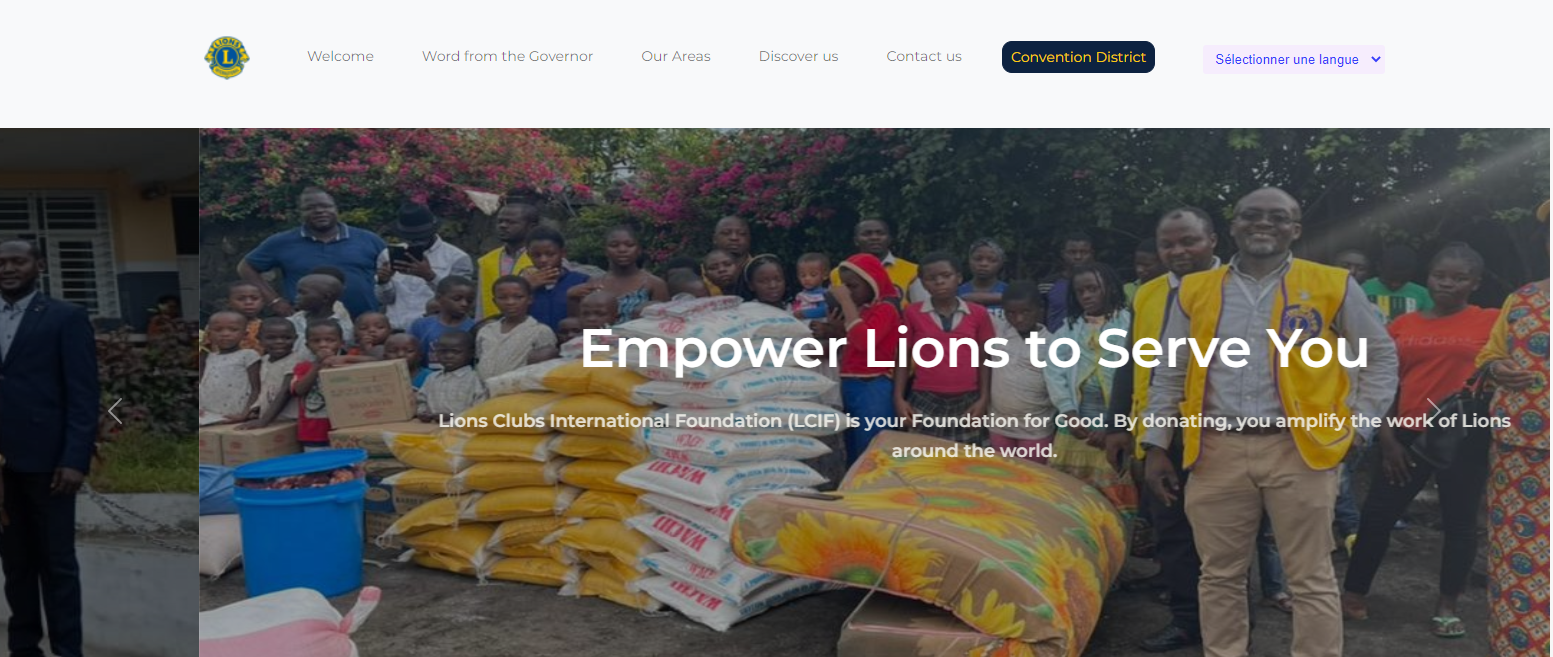 LIONS
L
Welcome
Word from the Governor
Our Areas
Discover us
Contact us
Convention District
Sélectionner une langue
Empower Lions to Serve You
Lions Clubs International Foundation (LCIF) is your Foundation for Good. By donating, you amplify the work of Lions
around the world.
adidas